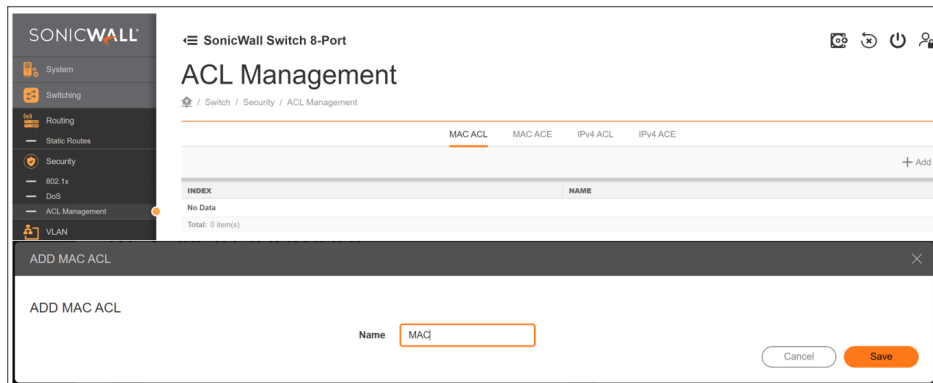 SONICWALL
SonicWall Switch 8-Port
System
ACL Management
Switching
/ Switch / Security / ACL Management
Routing
Static Routes
MAC ACL MAC ACE IPv4 ACL IPv4 ACE
Security
+ Add
802.1x
DoS
INDEX NAME
ACL Management
No Data
Total: 0 item(s)
VLAN
ADD MAC ACL
ADD MAC ACL
Name MAC
Cancel Save